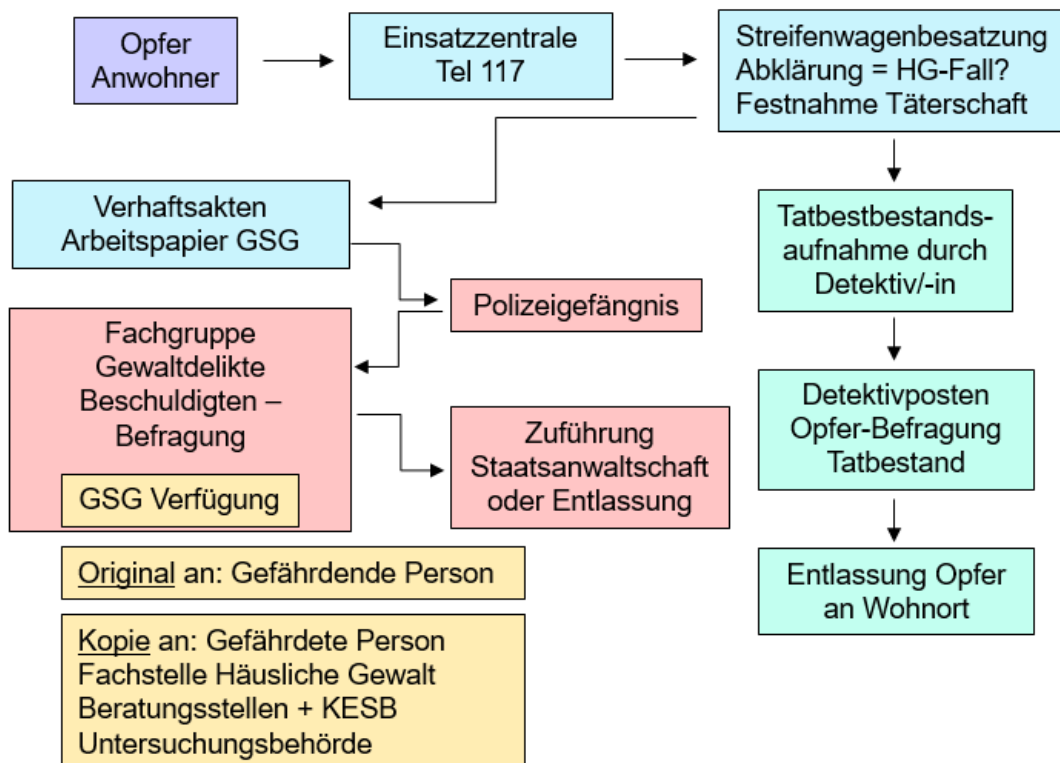 Opfer
Anwohner
Einsatzzentrale
Tel 117
Streifenwagenbesatzung
Abklärung = HG-Fall?
Festnahme Täterschaft
Verhaftsakten
Arbeitspapier GSG
Tatbestbestands-
aufnahme durch
Detektiv/-in
Polizeigefängnis
Fachgruppe
Gewaltdelikte
Beschuldigten –
Befragung
GSG Verfügung
Zuführung
Staatsanwaltschaft
oder Entlassung
Detektivposten
Opfer-Befragung
Tatbestand
Entlassung Opfer
an Wohnort
Original an: Gefährdende Person
Kopie an: Gefährdete Person
Fachstelle Häusliche Gewalt
Beratungsstellen + KESB
Untersuchungsbehörde